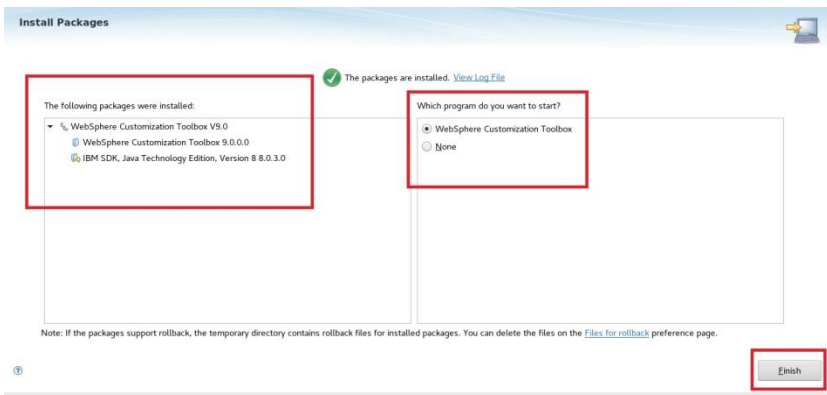 Install Packages
The packages are installed. View Log File
The following packages were installed:
WebSphere Customization Toolbox V9.0
WebSphere Customization Toolbox 9.0.0.0
IBM SDK, Java Technology Edition, Version 8 8.0.3.0
Which program do you want to start?
WebSphere Customization Toolbox
None
Note: If the packages support rollback, the temporary directory contains rollback files for installed packages. You can delete the files on the Files for rollback preference page.
?
Finish